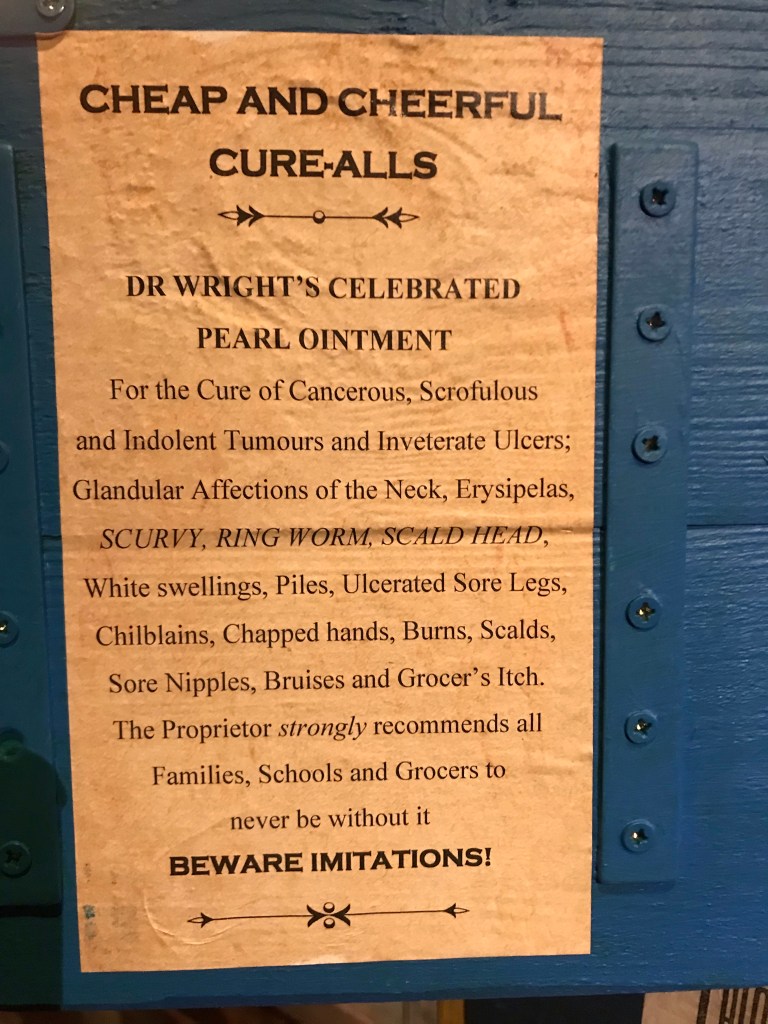 CHEAP AND CHEERFUL
CURE-ALLS
DR WRIGHT'S CELEBRATED
PEARL OINTMENT
For the Cure of Cancerous, Scrofulous
and Indolent Tumours and Inveterate Ulcers;
Glandular Affections of the Neck, Erysipelas,
SCURVY, RING WORM, SCALD HEAD,
White swellings, Piles, Ulcerated Sore Legs,
Chilblains, Chapped hands, Burns, Scalds,
Sore Nipples, Bruises and Grocer's Itch.
The Proprietor strongly recommends all
Families, Schools and Grocers to
never be without it
BEWARE IMITATIONS!